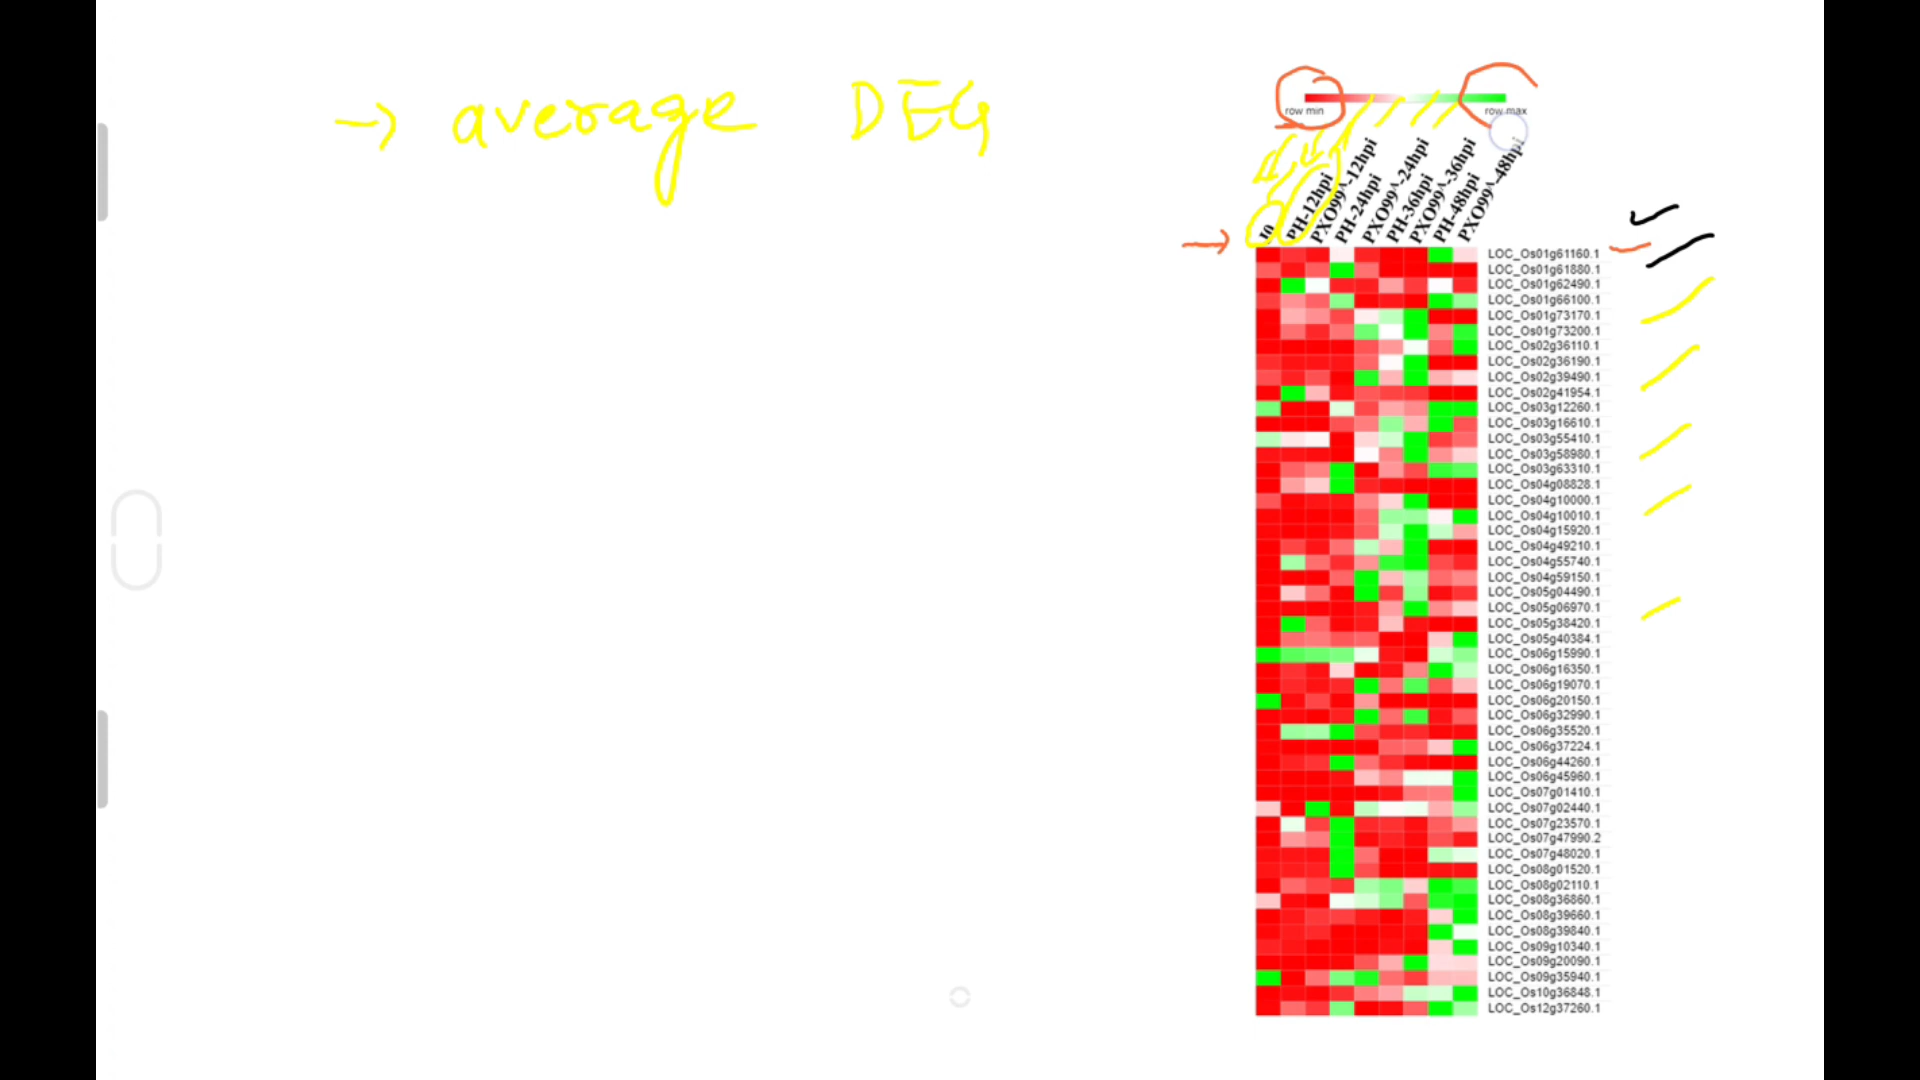 → average DEG
row min row max
J0 PH-12hpi PXO99^-12hpi PH-24hpi PXO99^-24hpi PH-36hpi PXO99^-36hpi PH-48hpi PXO99^-48hpi
LOC_Os01g61160.1
LOC_Os01g61880.1
LOC_Os01g62490.1
LOC_Os01g66100.1
LOC_Os01g73170.1
LOC_Os01g73200.1
LOC_Os02g36110.1
LOC_Os02g36190.1
LOC_Os02g39490.1
LOC_Os02g41954.1
LOC_Os03g12260.1
LOC_Os03g16610.1
LOC_Os03g55410.1
LOC_Os03g58980.1
LOC_Os03g63310.1
LOC_Os04g08828.1
LOC_Os04g10000.1
LOC_Os04g10010.1
LOC_Os04g15920.1
LOC_Os04g49210.1
LOC_Os04g55740.1
LOC_Os04g59150.1
LOC_Os05g04490.1
LOC_Os05g06970.1
LOC_Os05g38420.1
LOC_Os05g40384.1
LOC_Os06g15990.1
LOC_Os06g16350.1
LOC_Os06g19070.1
LOC_Os06g20150.1
LOC_Os06g32990.1
LOC_Os06g35520.1
LOC_Os06g37224.1
LOC_Os06g44260.1
LOC_Os06g45960.1
LOC_Os07g01410.1
LOC_Os07g02440.1
LOC_Os07g23570.1
LOC_Os07g47990.2
LOC_Os07g48020.1
LOC_Os08g01520.1
LOC_Os08g02110.1
LOC_Os08g36860.1
LOC_Os08g39660.1
LOC_Os08g39840.1
LOC_Os09g10340.1
LOC_Os09g20090.1
LOC_Os09g35940.1
LOC_Os10g36848.1
LOC_Os12g37260.1